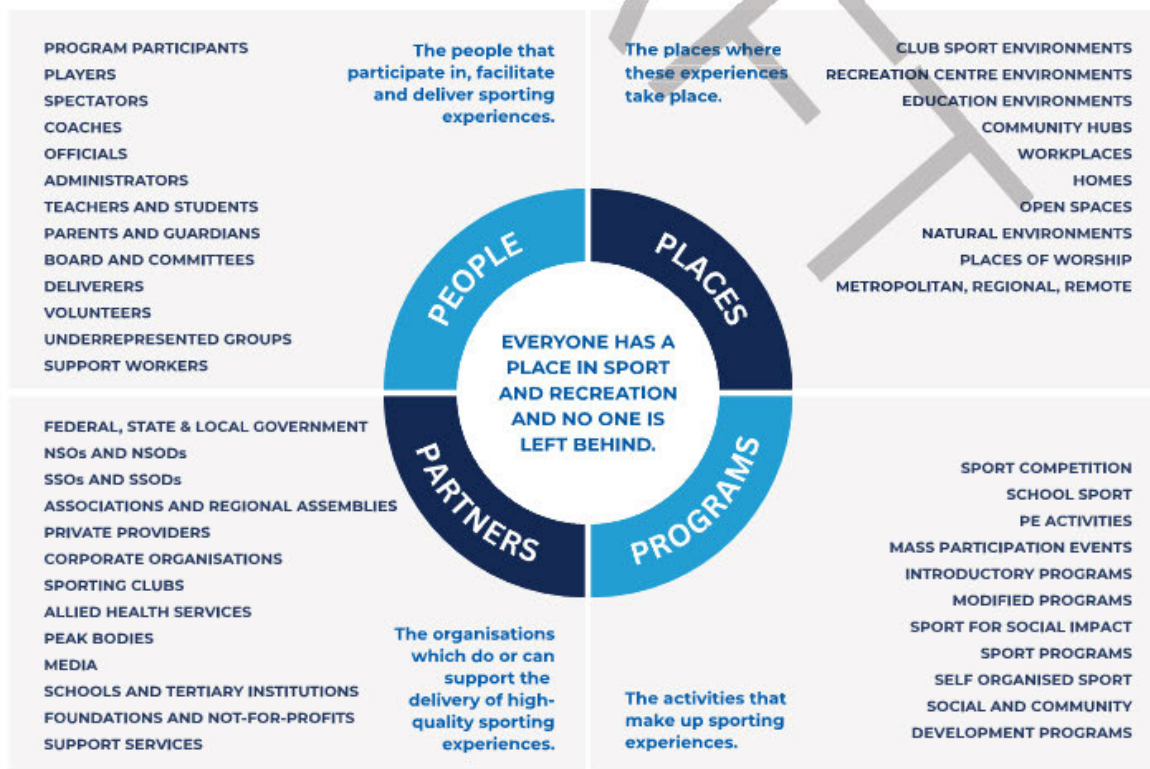 PROGRAM PARTICIPANTS
PLAYERS
SPECTATORS
COACHES
OFFICIALS
ADMINISTRATORS
TEACHERS AND STUDENTS
PARENTS AND GUARDIANS
BOARD AND COMMITTEES
DELIVERERS
VOLUNTEERS
UNDERREPRESENTED GROUPS
SUPPORT WORKERS
The people that
participate in, facilitate
and deliver sporting
experiences.
The places where
these experiences
take place.
CLUB SPORT ENVIRONMENTS
RECREATION CENTRE ENVIRONMENTS
EDUCATION ENVIRONMENTS
COMMUNITY HUBS
WORKPLACES
HOMES
OPEN SPACES
NATURAL ENVIRONMENTS
PLACES OF WORSHIP
METROPOLITAN, REGIONAL, REMOTE
PEOPLE
PLACES
EVERYONE HAS A
PLACE IN SPORT
AND RECREATION
AND NO ONE IS
LEFT BEHIND.
PARTNERS
PROGRAMS
FEDERAL, STATE & LOCAL GOVERNMENT
NSOs AND NSODs
SSOs AND SSODs
ASSOCIATIONS AND REGIONAL ASSEMBLIES
PRIVATE PROVIDERS
CORPORATE ORGANISATIONS
SPORTING CLUBS
ALLIED HEALTH SERVICES
PEAK BODIES
MEDIA
SCHOOLS AND TERTIARY INSTITUTIONS
FOUNDATIONS AND NOT-FOR-PROFITS
SUPPORT SERVICES
The organisations
which do or can
support the
delivery of high-
quality sporting
experiences.
The activities that
make up sporting
experiences.
SPORT COMPETITION
SCHOOL SPORT
PE ACTIVITIES
MASS PARTICIPATION EVENTS
INTRODUCTORY PROGRAMS
MODIFIED PROGRAMS
SPORT FOR SOCIAL IMPACT
SPORT PROGRAMS
SELF ORGANISED SPORT
SOCIAL AND COMMUNITY
DEVELOPMENT PROGRAMS